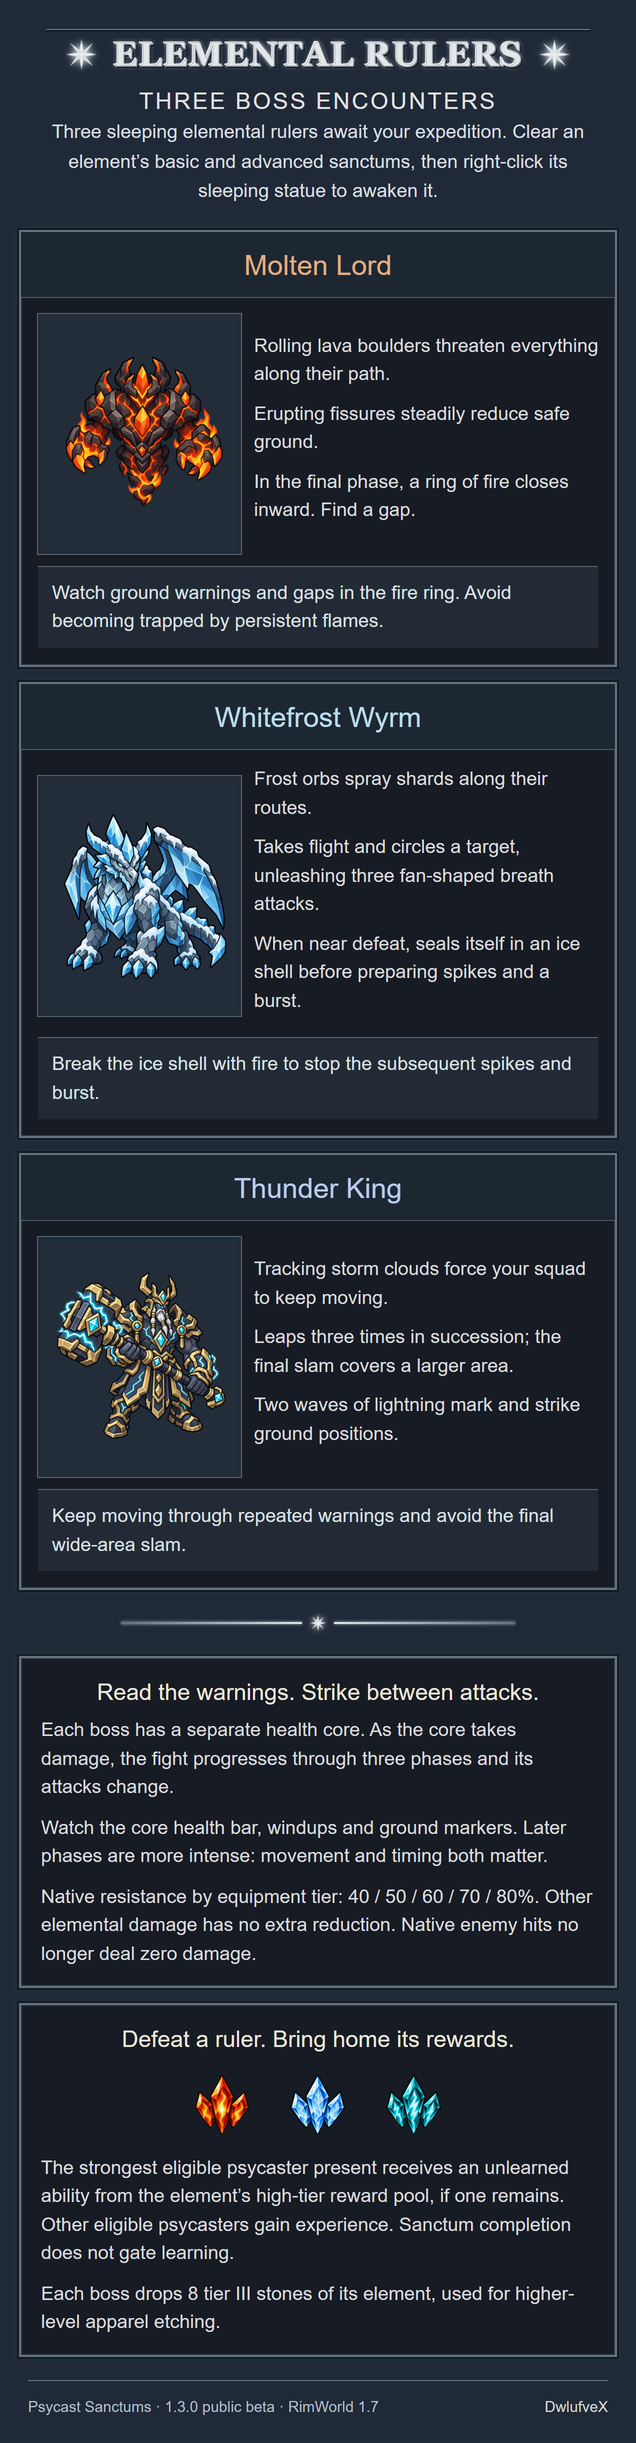 ELEMENTAL RULERS
THREE BOSS ENCOUNTERS
Three sleeping elemental rulers await your expedition. Clear an
element’s basic and advanced sanctums, then right-click its
sleeping statue to awaken it.
Molten Lord
Rolling lava boulders threaten everything
along their path.
Erupting fissures steadily reduce safe
ground.
In the final phase, a ring of fire closes
inward. Find a gap.
Watch ground warnings and gaps in the fire ring. Avoid
becoming trapped by persistent flames.
Whitefrost Wyrm
Frost orbs spray shards along their
routes.
Takes flight and circles a target,
unleashing three fan-shaped breath
attacks.
When near defeat, seals itself in an ice
shell before preparing spikes and a
burst.
Break the ice shell with fire to stop the subsequent spikes and
burst.
Thunder King
Tracking storm clouds force your squad
to keep moving.
Leaps three times in succession; the
final slam covers a larger area.
Two waves of lightning mark and strike
ground positions.
Keep moving through repeated warnings and avoid the final
wide-area slam.
Read the warnings. Strike between attacks.
Each boss has a separate health core. As the core takes
damage, the fight progresses through three phases and its
attacks change.
Watch the core health bar, windups and ground markers. Later
phases are more intense: movement and timing both matter.
Native resistance by equipment tier: 40 / 50 / 60 / 70 / 80%. Other
elemental damage has no extra reduction. Native enemy hits no
longer deal zero damage.
Defeat a ruler. Bring home its rewards.
The strongest eligible psycaster present receives an unlearned
ability from the element’s high-tier reward pool, if one remains.
Other eligible psycasters gain experience. Sanctum completion
does not gate learning.
Each boss drops 8 tier III stones of its element, used for higher-
level apparel etching.
Psycast Sanctums · 1.3.0 public beta · RimWorld 1.7
DwlufveX